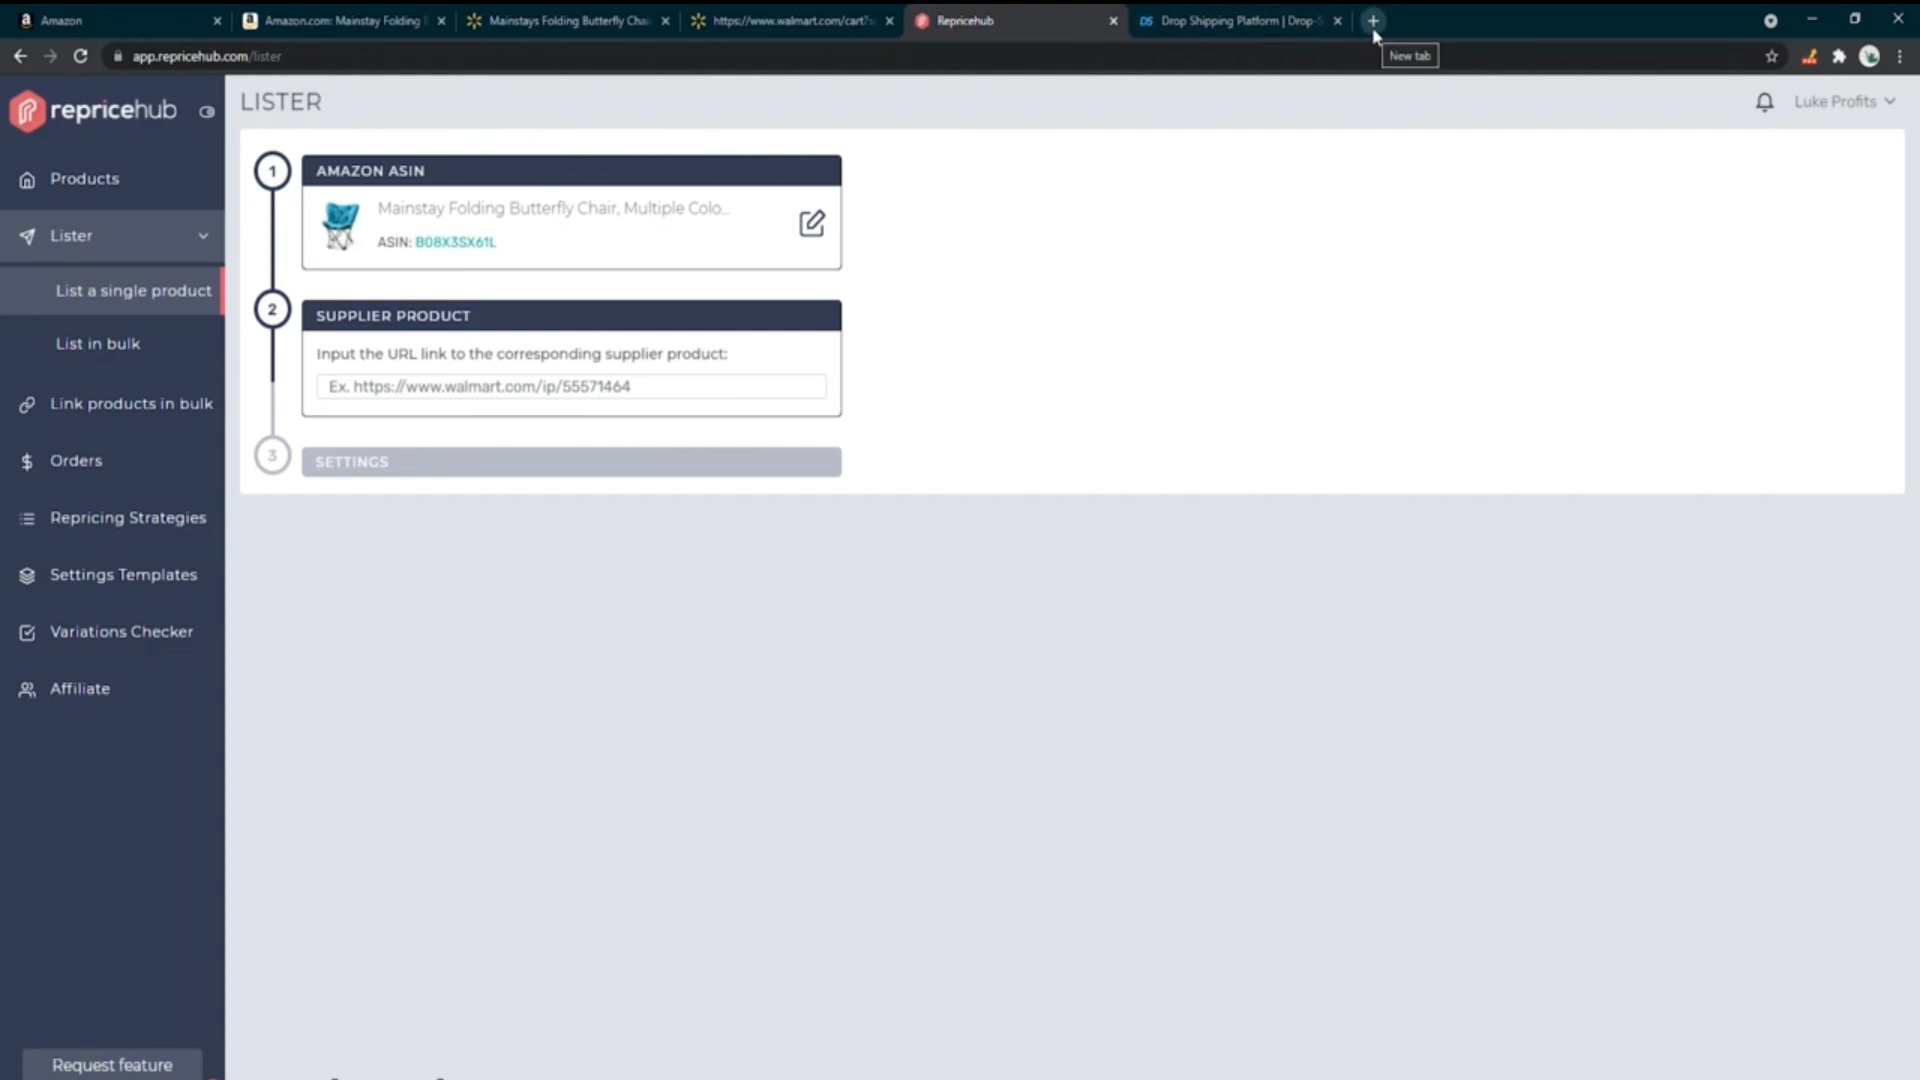 Amazon
Amazon.com: Mainstay Folding
Mainstays Folding Butterfly Chai
https://www.walmart.com/cart?s
Repricehub
DS Drop Shipping Platform | Drop-S
app.repricehub.com/lister
New tab
repricehub
LISTER
Luke Profits
Products
Lister
List a single product
List in bulk
Link products in bulk
Orders
Repricing Strategies
Settings Templates
Variations Checker
Affiliate
Request feature
1
AMAZON ASIN
Mainstay Folding Butterfly Chair, Multiple Colo...
ASIN: B08X3SX61L
2
SUPPLIER PRODUCT
Input the URL link to the corresponding supplier product:
Ex. https://www.walmart.com/ip/55571464
3
SETTINGS